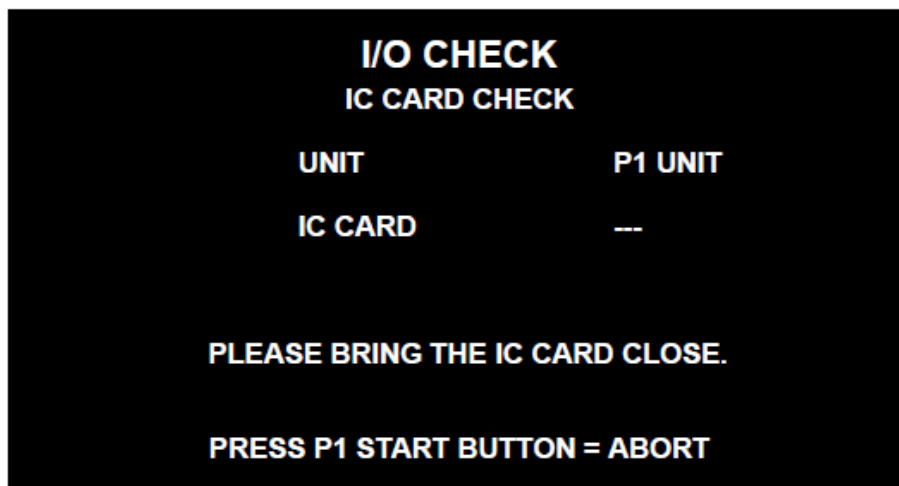 I/O CHECK
IC CARD CHECK
UNIT P1 UNIT
IC CARD ---
PLEASE BRING THE IC CARD CLOSE.
PRESS P1 START BUTTON = ABORT